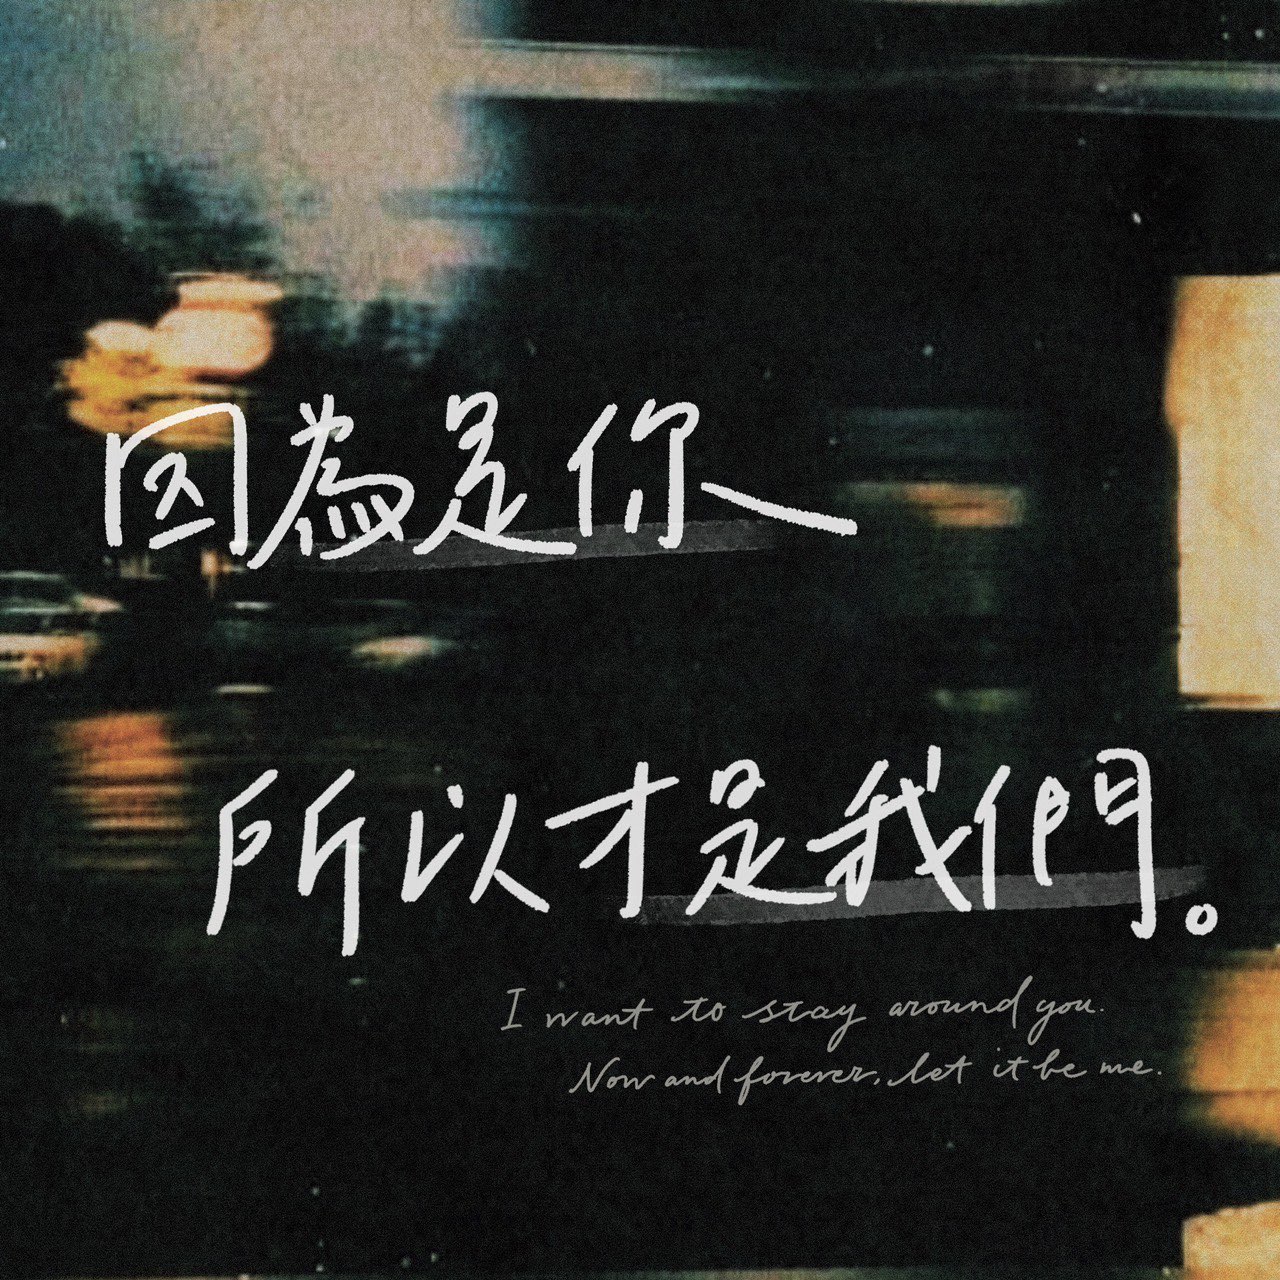 因為是你
所以才是我們。
I want to stay around you.
Now and forever, let it be me.